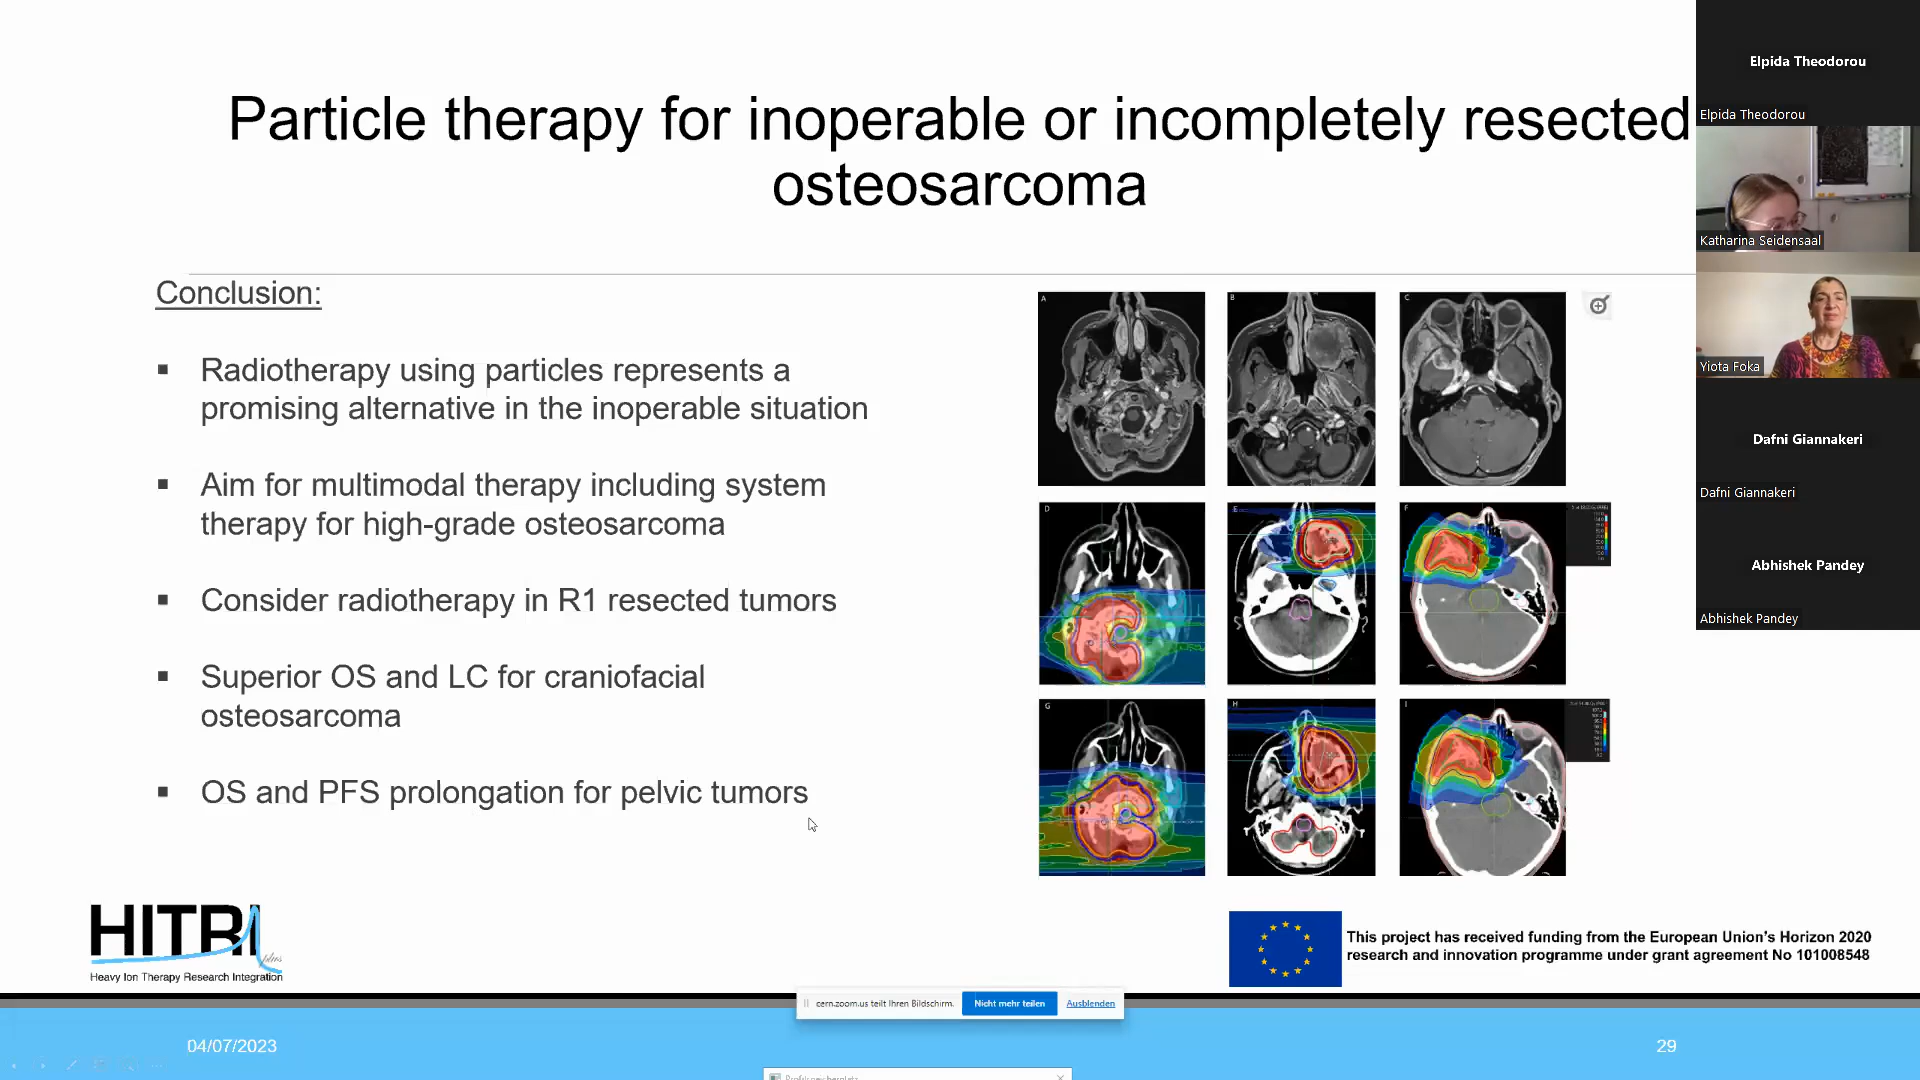 Particle therapy for inoperable or incompletely resected
osteosarcoma
Conclusion:
▪ Radiotherapy using particles represents a
promising alternative in the inoperable situation
▪ Aim for multimodal therapy including system
therapy for high-grade osteosarcoma
▪ Consider radiotherapy in R1 resected tumors
▪ Superior OS and LC for craniofacial
osteosarcoma
▪ OS and PFS prolongation for pelvic tumors
A
B
C
D
E
F
G
H
I
Elpida Theodorou
Elpida Theodorou
Katharina Seidensaal
Yiota Foka
Dafni Giannakeri
Dafni Giannakeri
Abhishek Pandey
Abhishek Pandey
HITRI
Heavy Ion Therapy Research Integration
This project has received funding from the European Union's Horizon 2020
research and innovation programme under grant agreement No 101008548
cern.zoom.us teilt Ihren Bildschirm.
Nicht mehr teilen
Ausblenden
04/07/2023
29